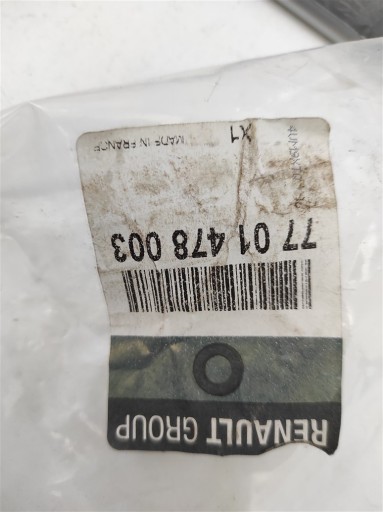 RENAULT GROUP
77 01 478 003
X1 MADE IN FRANCE